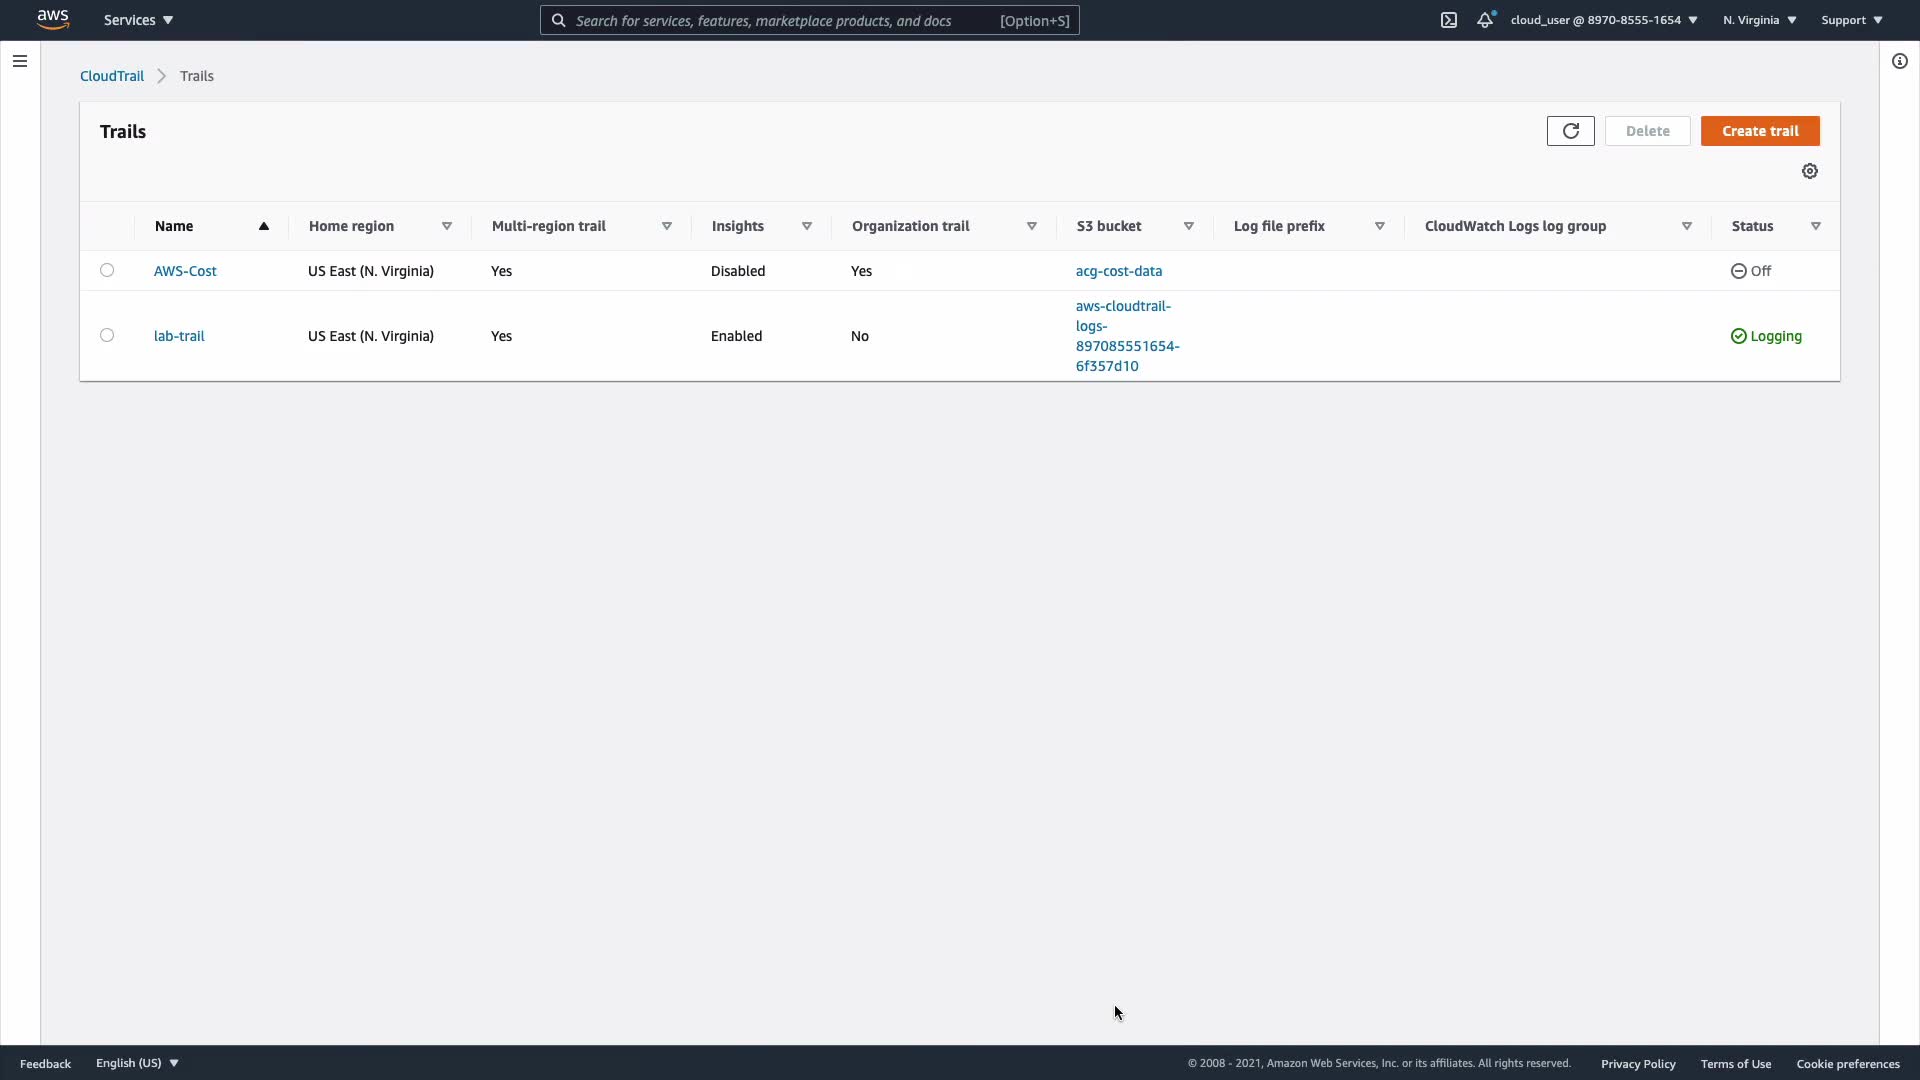 aws Services Search for services, features, marketplace products, and docs [Option+S] cloud_user @ 8970-8555-1654 N. Virginia Support
CloudTrail Trails
Trails Delete Create trail
Name Home region Multi-region trail Insights Organization trail S3 bucket Log file prefix CloudWatch Logs log group Status
AWS-Cost US East (N. Virginia) Yes Disabled Yes acg-cost-data Off
aws-cloudtrail-
logs-
lab-trail US East (N. Virginia) Yes Enabled No 897085551654- Logging
6f357d10
Feedback English (US) © 2008 - 2021, Amazon Web Services, Inc. or its affiliates. All rights reserved. Privacy Policy Terms of Use Cookie preferences